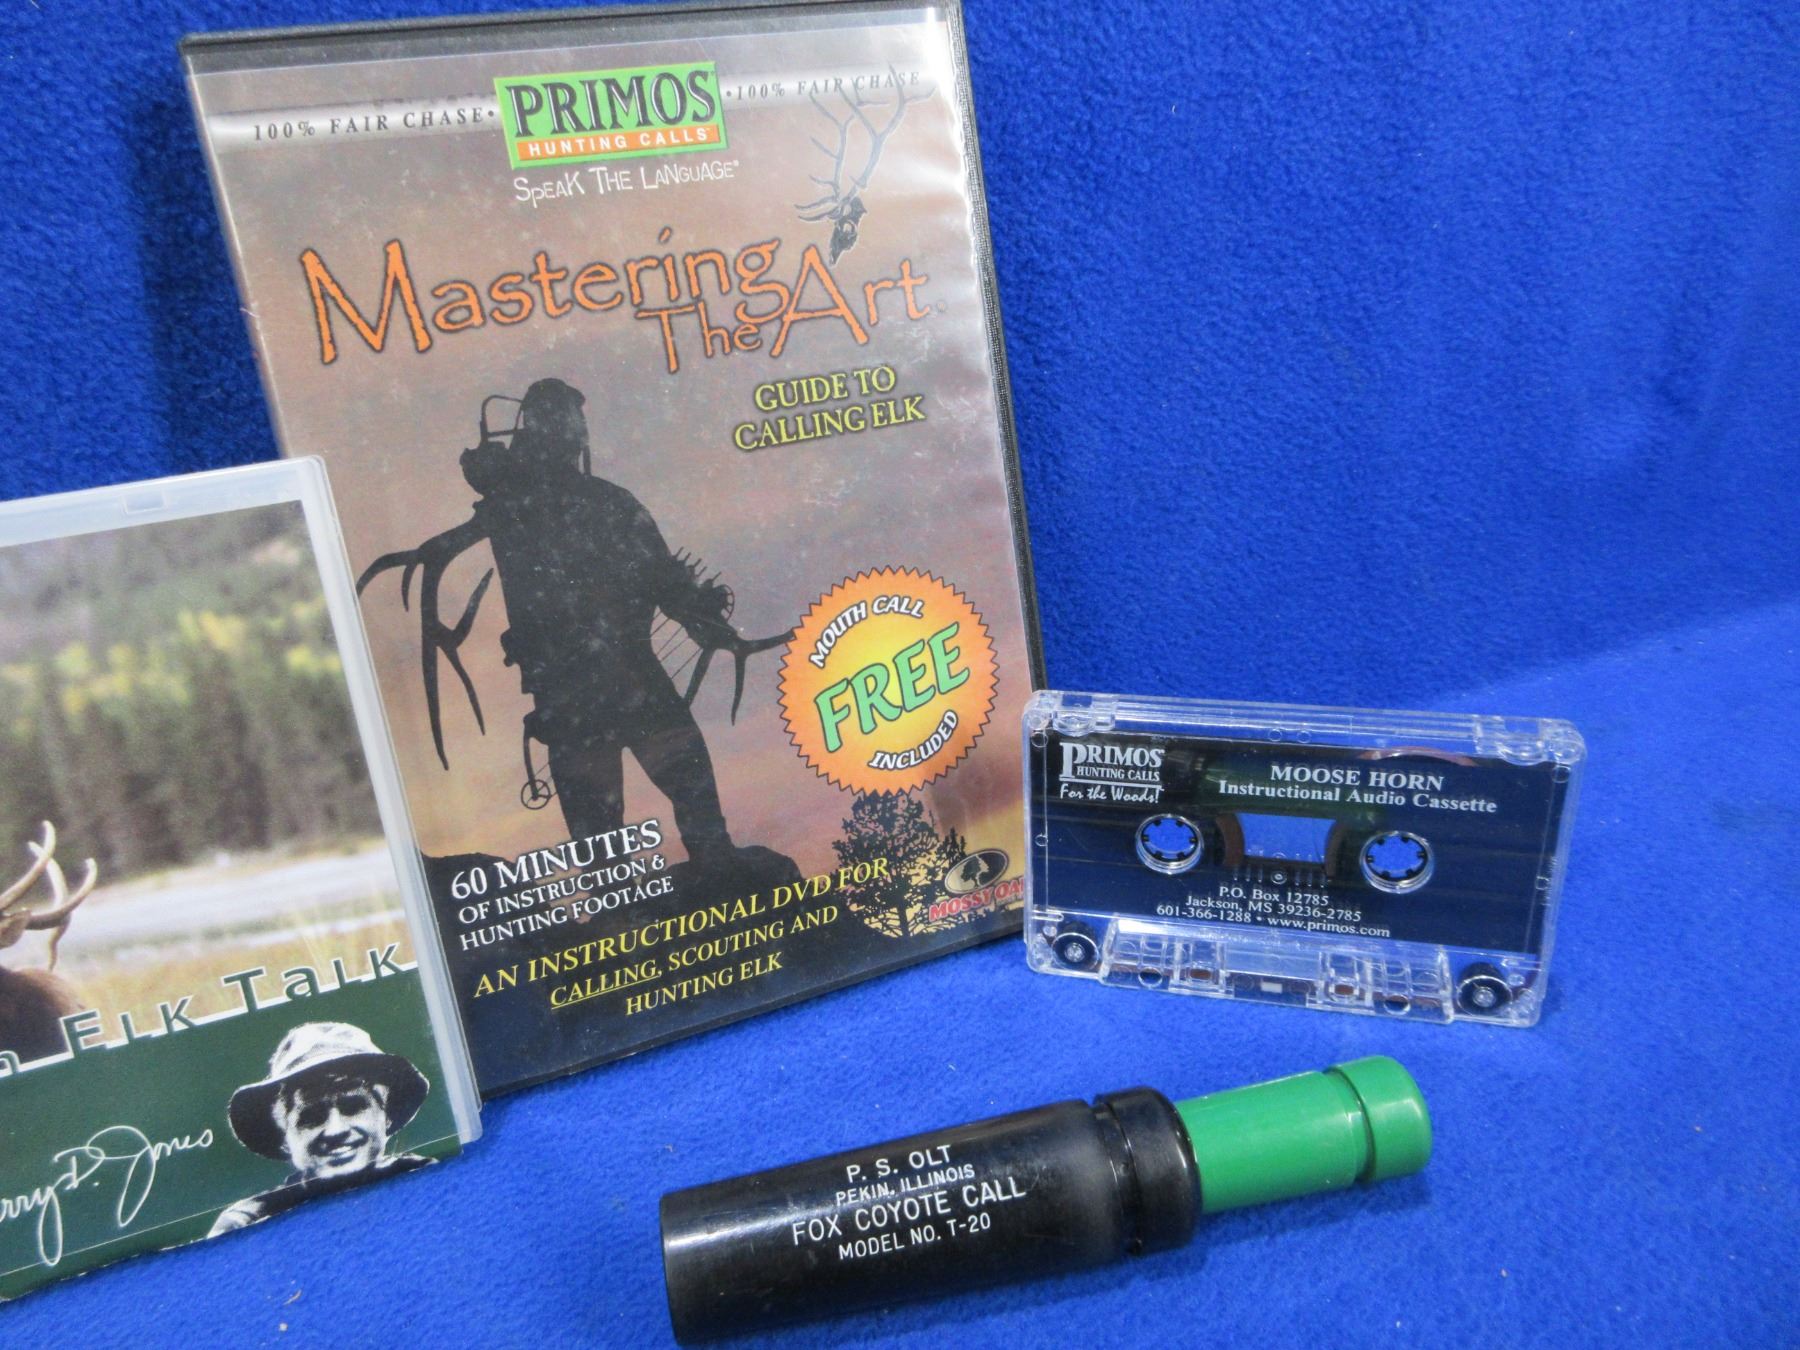 100% FAIR CHASE •
PRIMOS
HUNTING CALLS
• 100% FAIR CHASE
SPEAK THE LANGUAGE®
Mastering
The Art
GUIDE TO
CALLING ELK
MOUTH CALL
FREE
INCLUDED
60 MINUTES
OF INSTRUCTION &
HUNTING FOOTAGE
AN INSTRUCTIONAL DVD FOR
CALLING, SCOUTING AND
HUNTING ELK
MOSSY OA
ELK TALK
D. Jones
PRIMOS
HUNTING CALLS
For the Woods!
MOOSE HORN
Instructional Audio Cassette
P.O. Box 12785
Jackson, MS 39236-2785
601-366-1288 • www.primos.com
P. S. OLT
PEKIN, ILLINOIS
FOX COYOTE CALL
MODEL NO. T-20